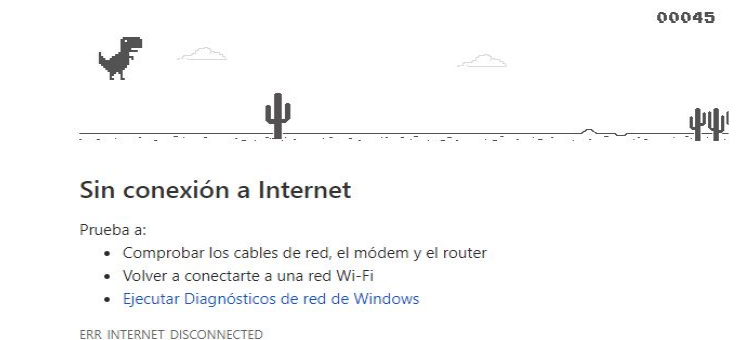 00045
Sin conexión a Internet
Prueba a:
• Comprobar los cables de red, el módem y el router
• Volver a conectarte a una red Wi-Fi
• Ejecutar Diagnósticos de red de Windows
ERR_INTERNET_DISCONNECTED